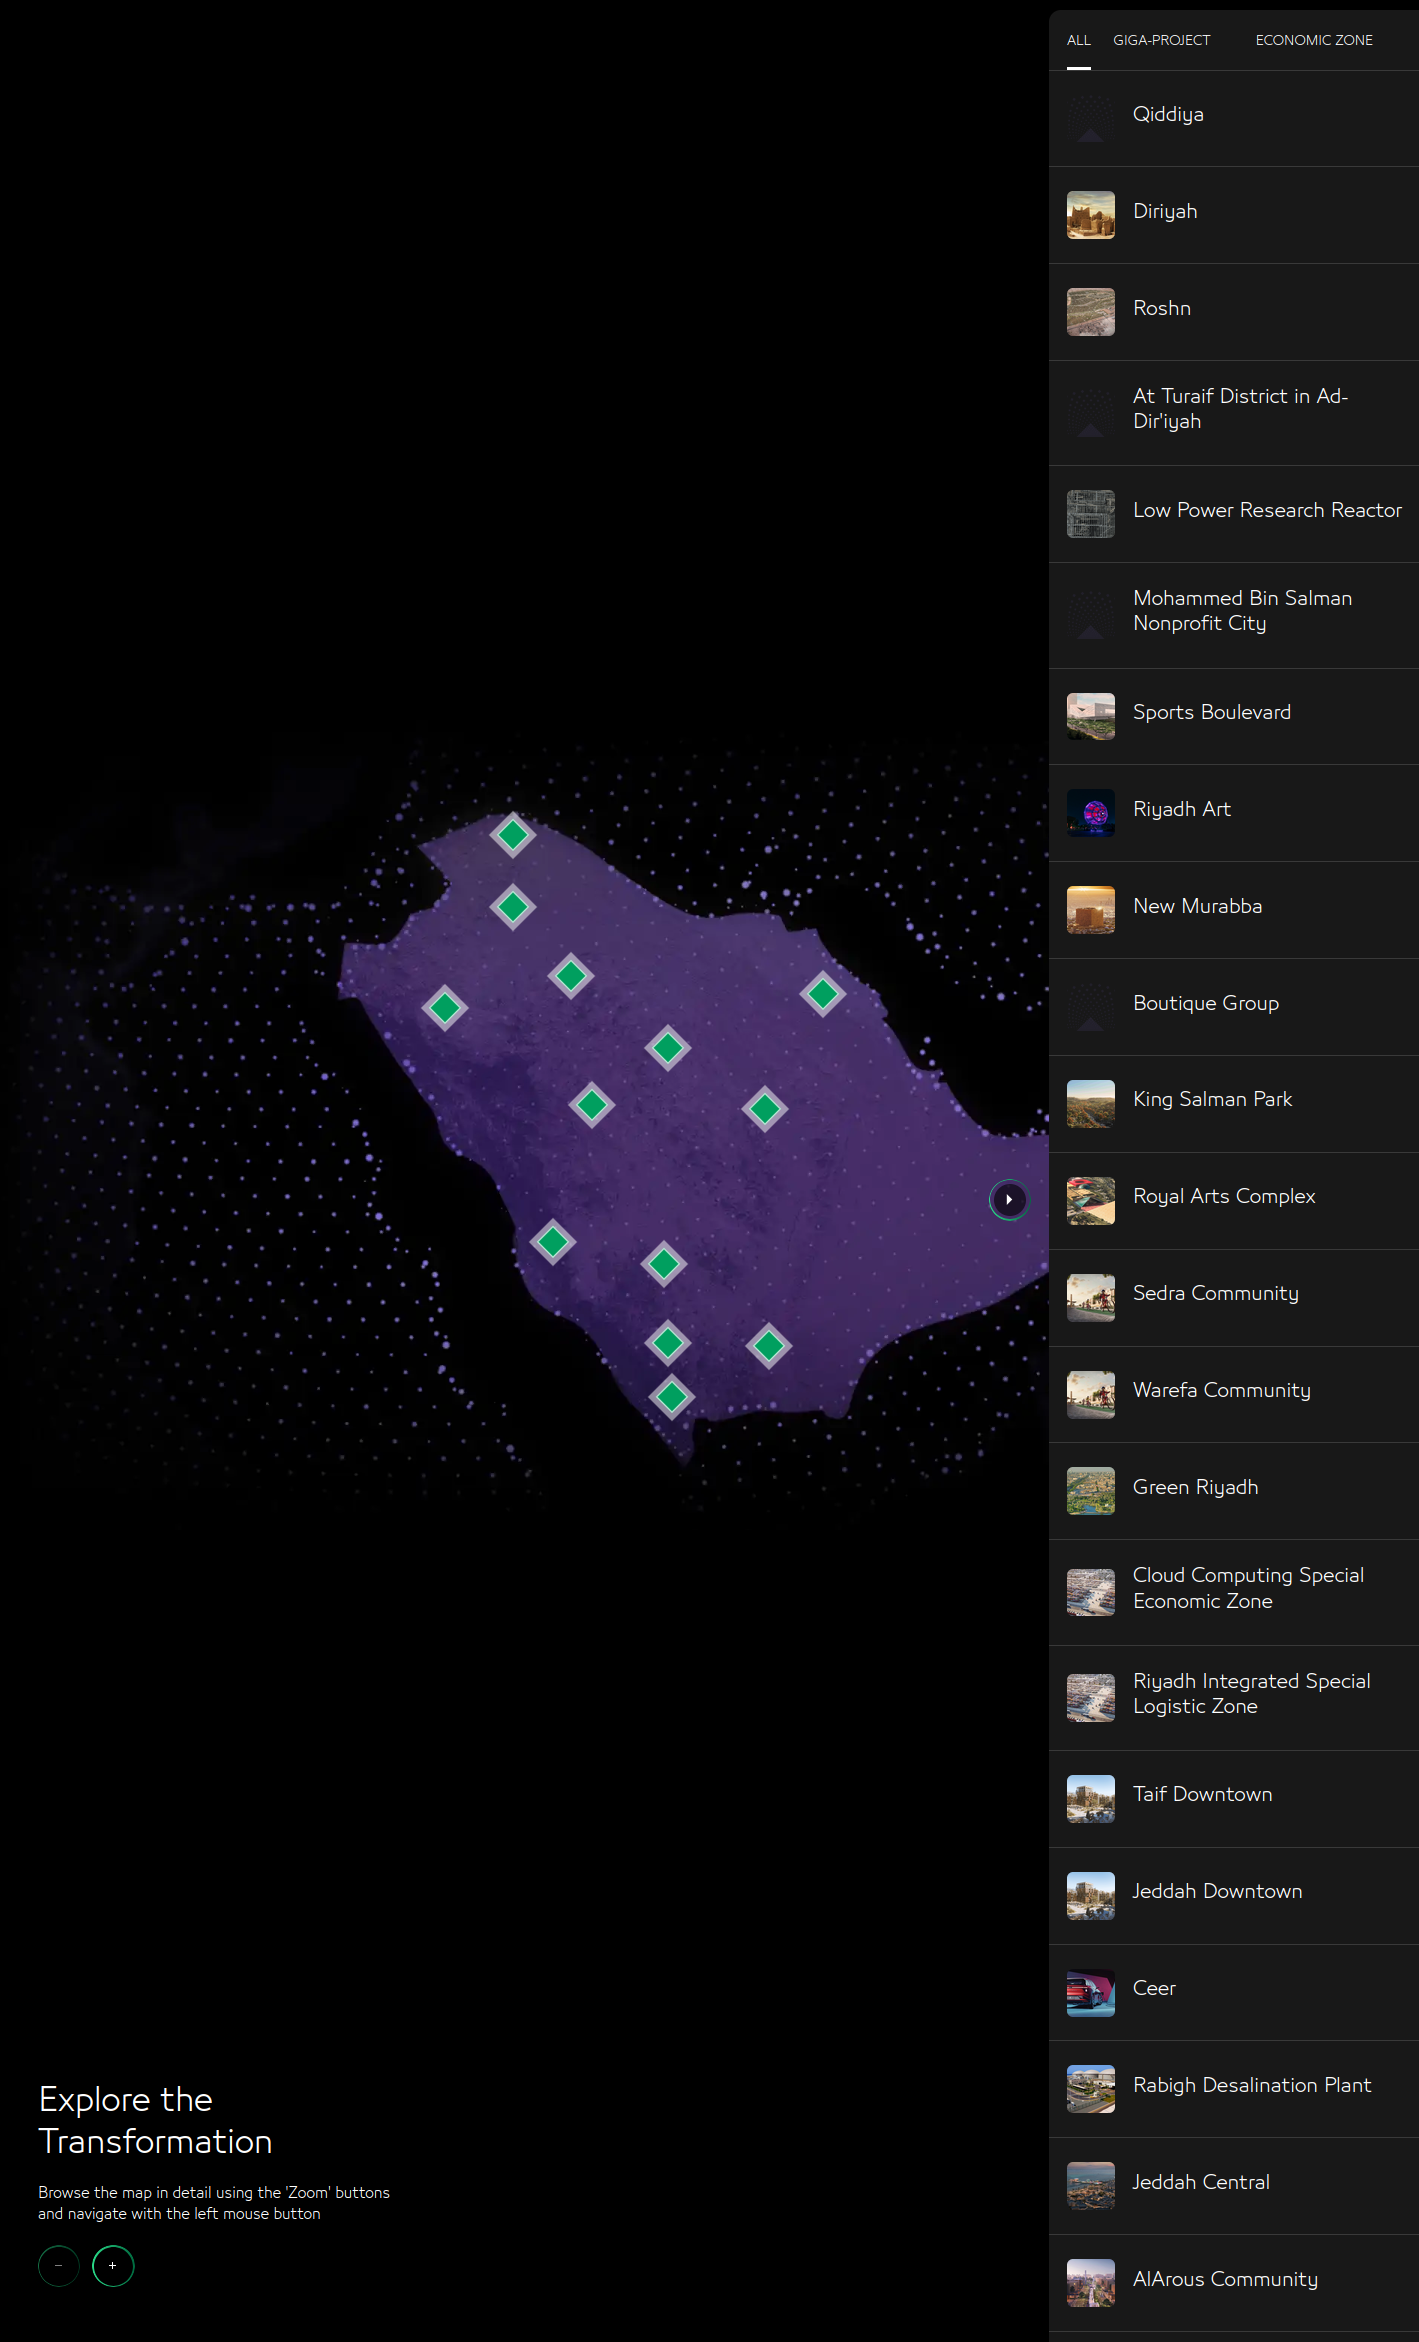 ALL GIGA-PROJECT ECONOMIC ZONE
Qiddiya
Diriyah
Roshn
At Turaif District in Ad-
Dir'iyah
Low Power Research Reactor
Mohammed Bin Salman
Nonprofit City
Sports Boulevard
Riyadh Art
New Murabba
Boutique Group
King Salman Park
Royal Arts Complex
Sedra Community
Warefa Community
Green Riyadh
Cloud Computing Special
Economic Zone
Riyadh Integrated Special
Logistic Zone
Taif Downtown
Jeddah Downtown
Ceer
Rabigh Desalination Plant
Jeddah Central
AlArous Community
Explore the
Transformation
Browse the map in detail using the 'Zoom' buttons
and navigate with the left mouse button
− +